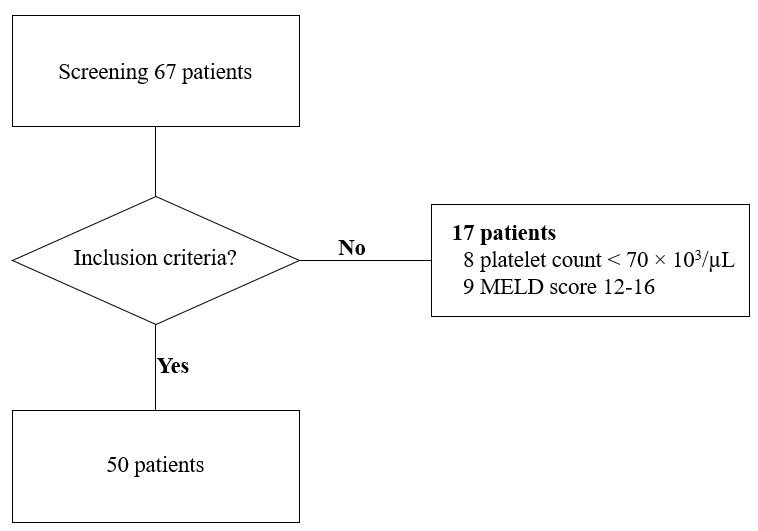 Screening 67 patients
Inclusion criteria?
No
17 patients
8 platelet count < 70 × 10³/µL
9 MELD score 12-16
Yes
50 patients